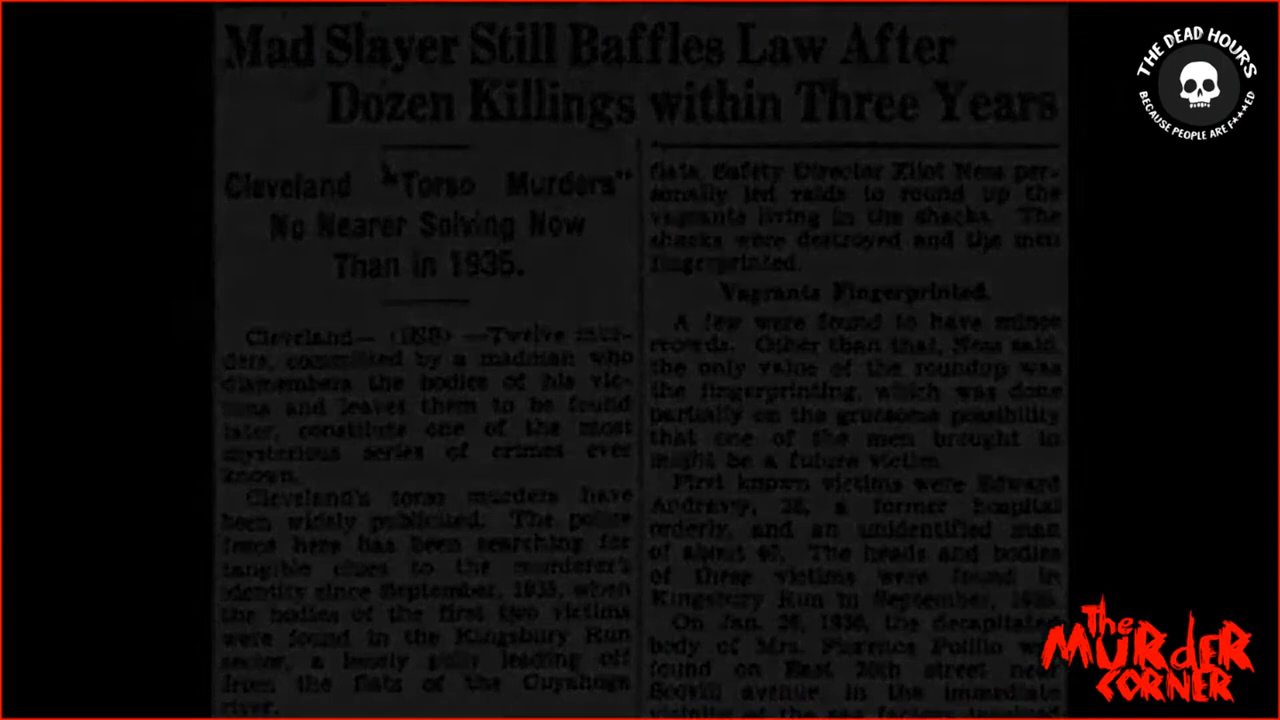 Mad Slayer Still Baffles Law After
Dozen Killings within Three Years
Cleveland "Torso Murders"
No Nearer Solving Now
Than in 1935.
Cleveland— (INS) —Twelve mur-
ders, committed by a madman who
dismembers the bodies of his vic-
tims and leaves them to be found
later, constitute one of the most
mysterious series of crimes ever
known.
Cleveland's torso murders have
been widely publicized. The police
force here has been searching for
tangible clues to the murderer's
identity since September, 1935, when
the bodies of the first two victims
were found in the Kingsbury Run
sector, a lonely gully leading off
from the flats of the Cuyahoga
river.
flats, Safety Director Eliot Ness per-
sonally led raids to round up the
vagrants living in the shacks. The
shacks were destroyed and the men
fingerprinted.
Vagrants Fingerprinted.
A few were found to have minor
records. Other than that, Ness said,
the only value of the roundup was
the fingerprinting, which was done
partially on the gruesome possibility
that one of the men brought in
might be a future victim.
First known victims were Edward
Andravy, 28, a former hospital
orderly, and an unidentified man
of about 40. The heads and bodies
of these victims were found in
Kingsbury Run in September, 1935.
On Jan. 26, 1936, the decapitated
body of Mrs. Florence Polillo
found on East 20th street near
Scovill avenue in the immediate
vicinity of the
THE DEAD HOURS
BECAUSE PEOPLE ARE F****ED
The
MURdER
CORNER